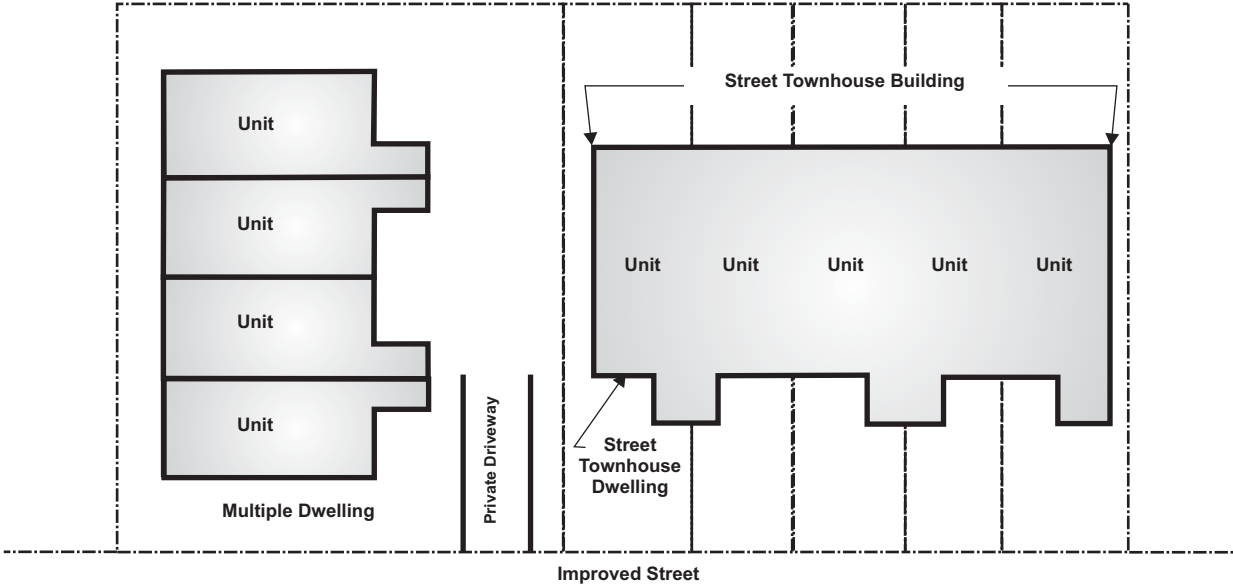 Street Townhouse Building
Unit
Unit
Unit
Unit
Multiple Dwelling
Private Driveway
Unit Unit Unit Unit Unit
Street
Townhouse
Dwelling
Improved Street